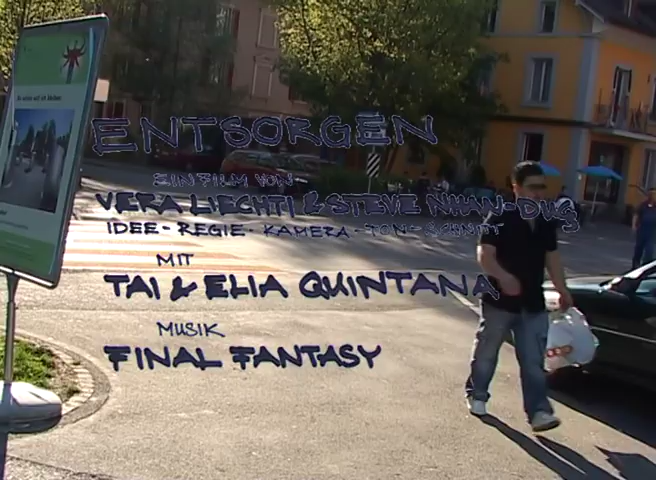 ENTSORGEN
EIN FILM VON
VERA LIECHTI & STEVE NHAN-DUG
IDEE - REGIE - KAMERA - TON - SCHNITT
MIT
TAI & ELIA QUINTANA
MUSIK
FINAL FANTASY